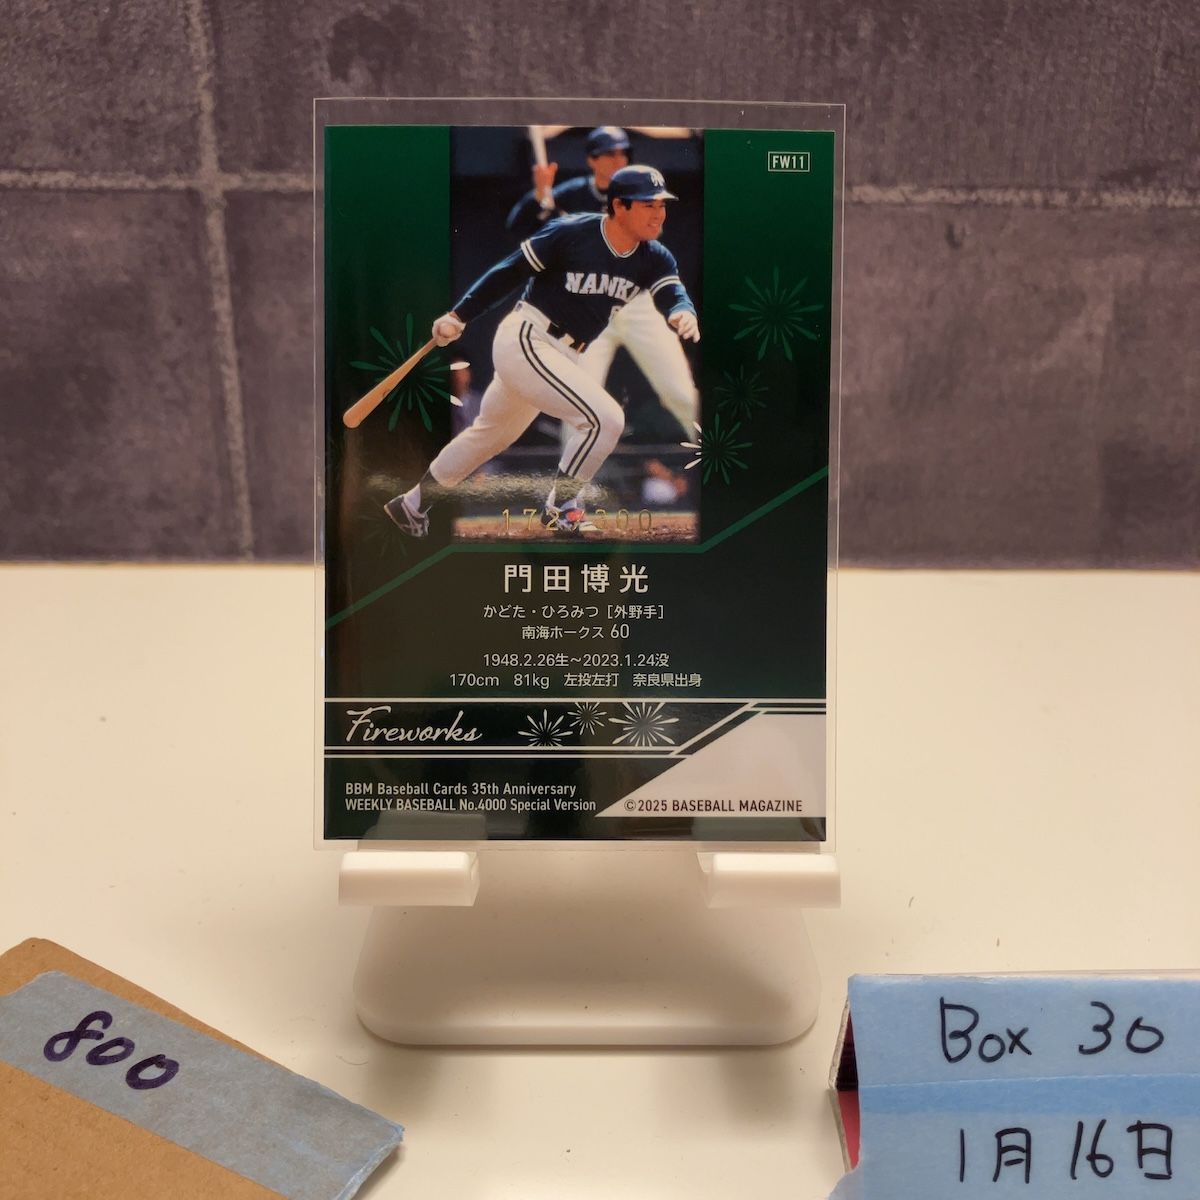 FW11
NANK
172/300
門田博光
かどた・ひろみつ［外野手］
南海ホークス 60
1948.2.26生～2023.1.24没
170cm 81kg 左投左打 奈良県出身
Fireworks
BBM Baseball Cards 35th Anniversary
WEEKLY BASEBALL No.4000 Special Version
©2025 BASEBALL MAGAZINE
800
Box 30
1月16日